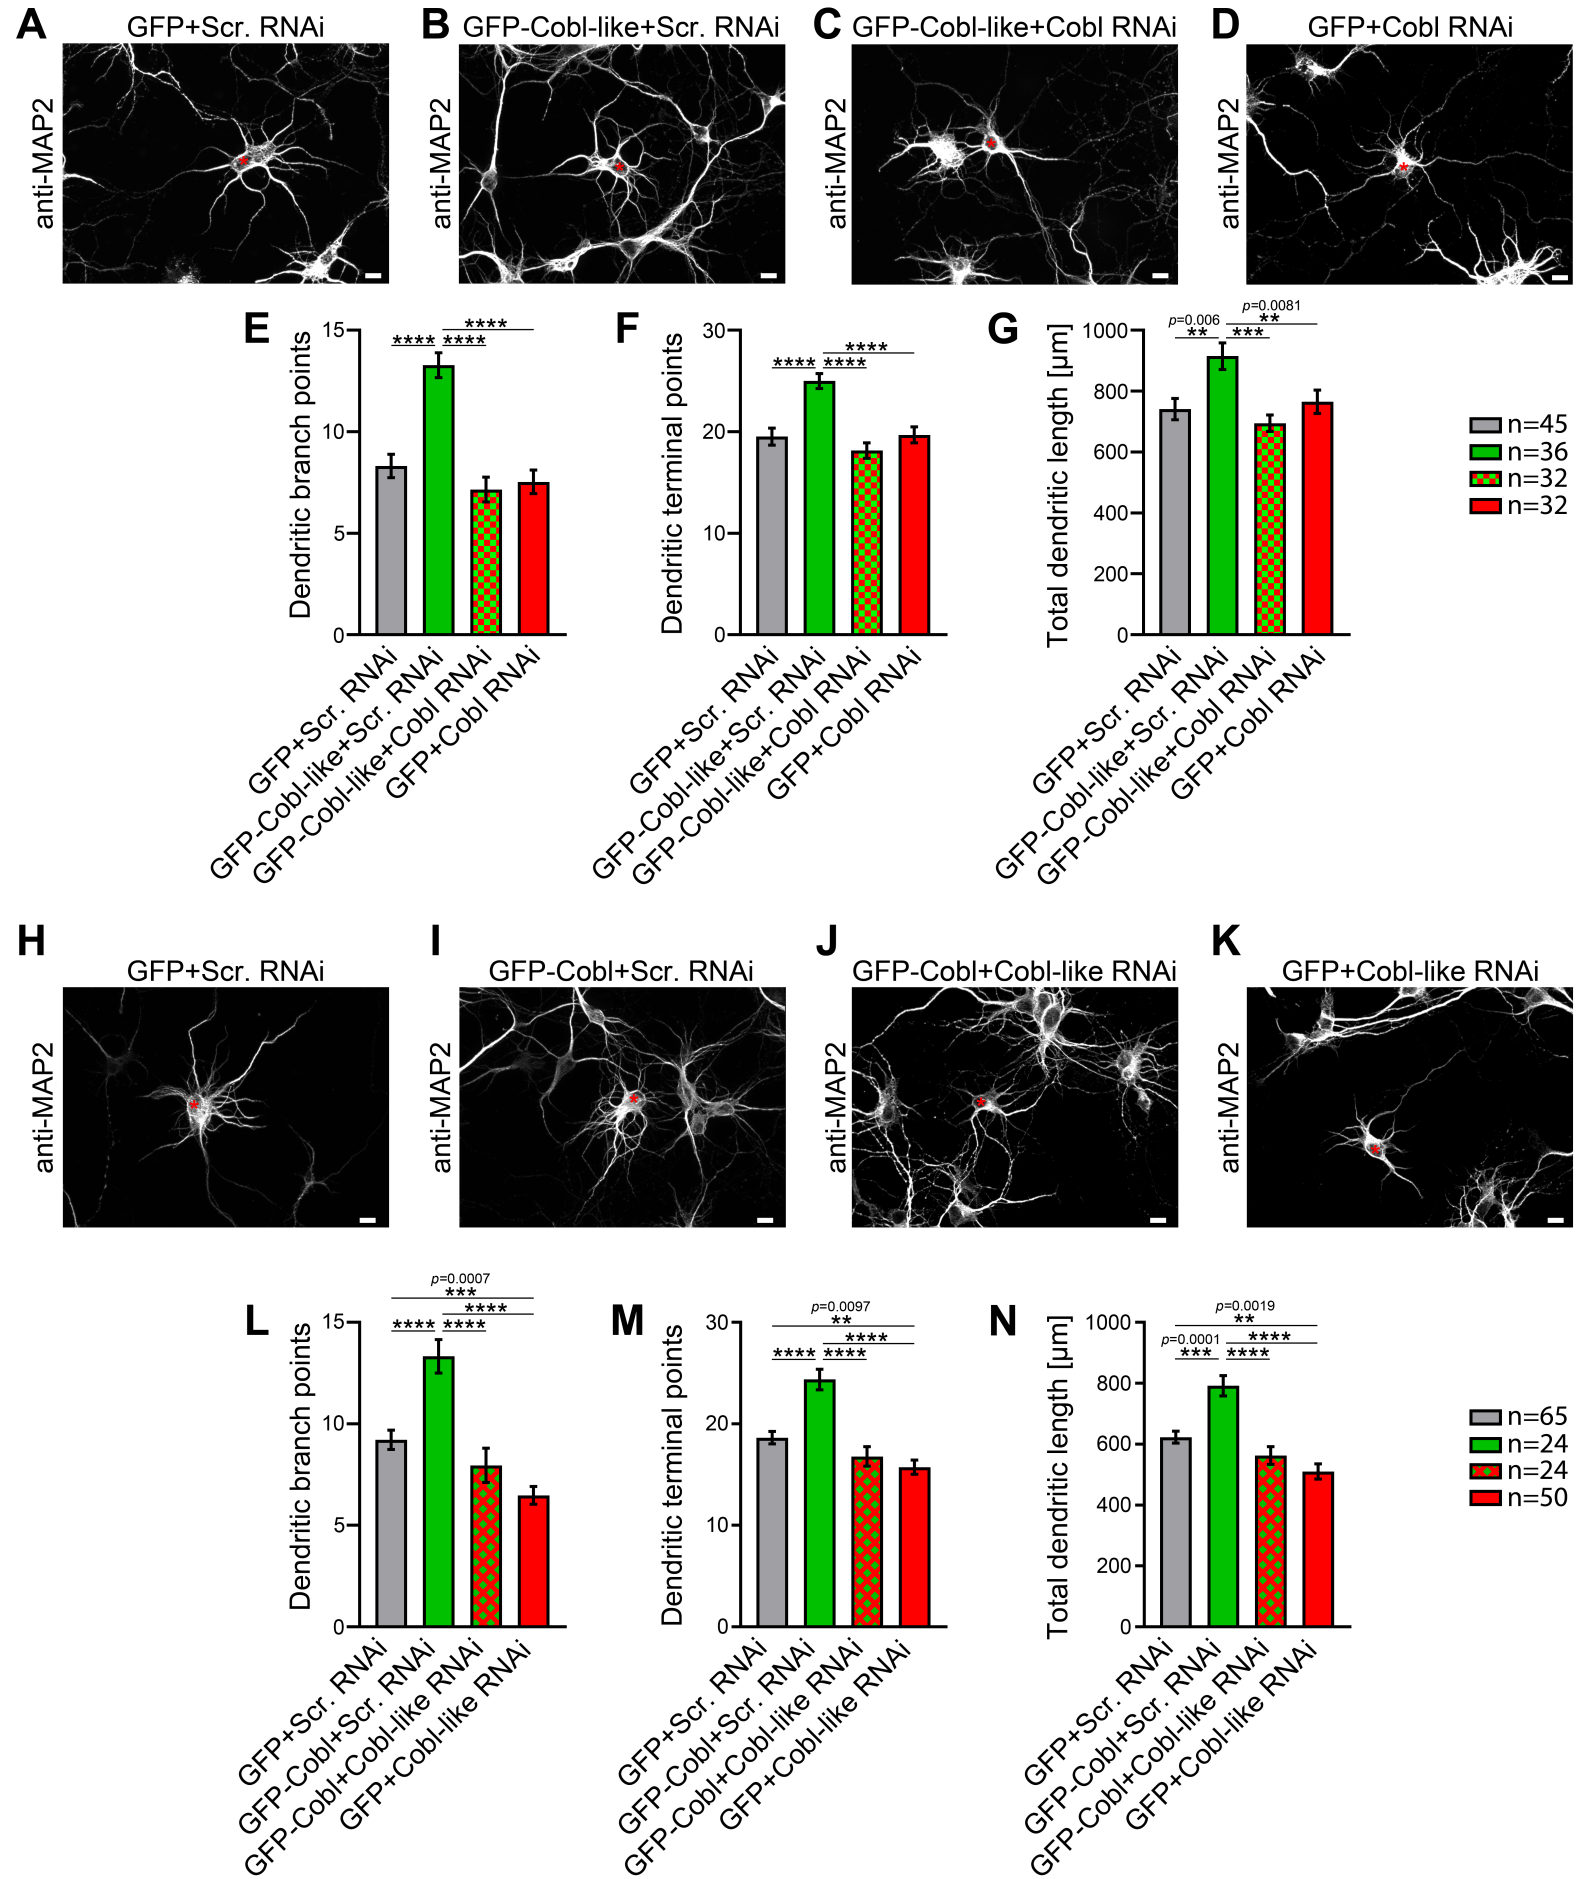 A GFP+Scr. RNAi
B GFP-Cobl-like+Scr. RNAi
C GFP-Cobl-like+Cobl RNAi
D GFP+Cobl RNAi
anti-MAP2
*
anti-MAP2
*
anti-MAP2
*
anti-MAP2
*
E
Dendritic branch points
15
10
5
0
****
****
****
GFP+Scr. RNAi
GFP-Cobl-like+Scr. RNAi
GFP-Cobl-like+Cobl RNAi
GFP+Cobl RNAi
F
Dendritic terminal points
30
20
10
0
****
****
****
GFP+Scr. RNAi
GFP-Cobl-like+Scr. RNAi
GFP-Cobl-like+Cobl RNAi
GFP+Cobl RNAi
G
Total dendritic length [µm]
1000
800
600
400
200
0
p=0.0081
**
p=0.006
**
***
GFP+Scr. RNAi
GFP-Cobl-like+Scr. RNAi
GFP-Cobl-like+Cobl RNAi
GFP+Cobl RNAi
n=45
n=36
n=32
n=32
H
GFP+Scr. RNAi
I
GFP-Cobl+Scr. RNAi
J
GFP-Cobl+Cobl-like RNAi
K
GFP+Cobl-like RNAi
anti-MAP2
*
anti-MAP2
*
anti-MAP2
*
anti-MAP2
*
L
Dendritic branch points
15
10
5
0
p=0.0007
***
****
****
****
GFP+Scr. RNAi
GFP-Cobl+Scr. RNAi
GFP-Cobl+Cobl-like RNAi
GFP+Cobl-like RNAi
M
Dendritic terminal points
30
20
10
0
p=0.0097
**
****
****
****
GFP+Scr. RNAi
GFP-Cobl+Scr. RNAi
GFP-Cobl+Cobl-like RNAi
GFP+Cobl-like RNAi
N
Total dendritic length [µm]
1000
800
600
400
200
0
p=0.0019
**
p=0.0001
****
***
****
GFP+Scr. RNAi
GFP-Cobl+Scr. RNAi
GFP-Cobl+Cobl-like RNAi
GFP+Cobl-like RNAi
n=65
n=24
n=24
n=50